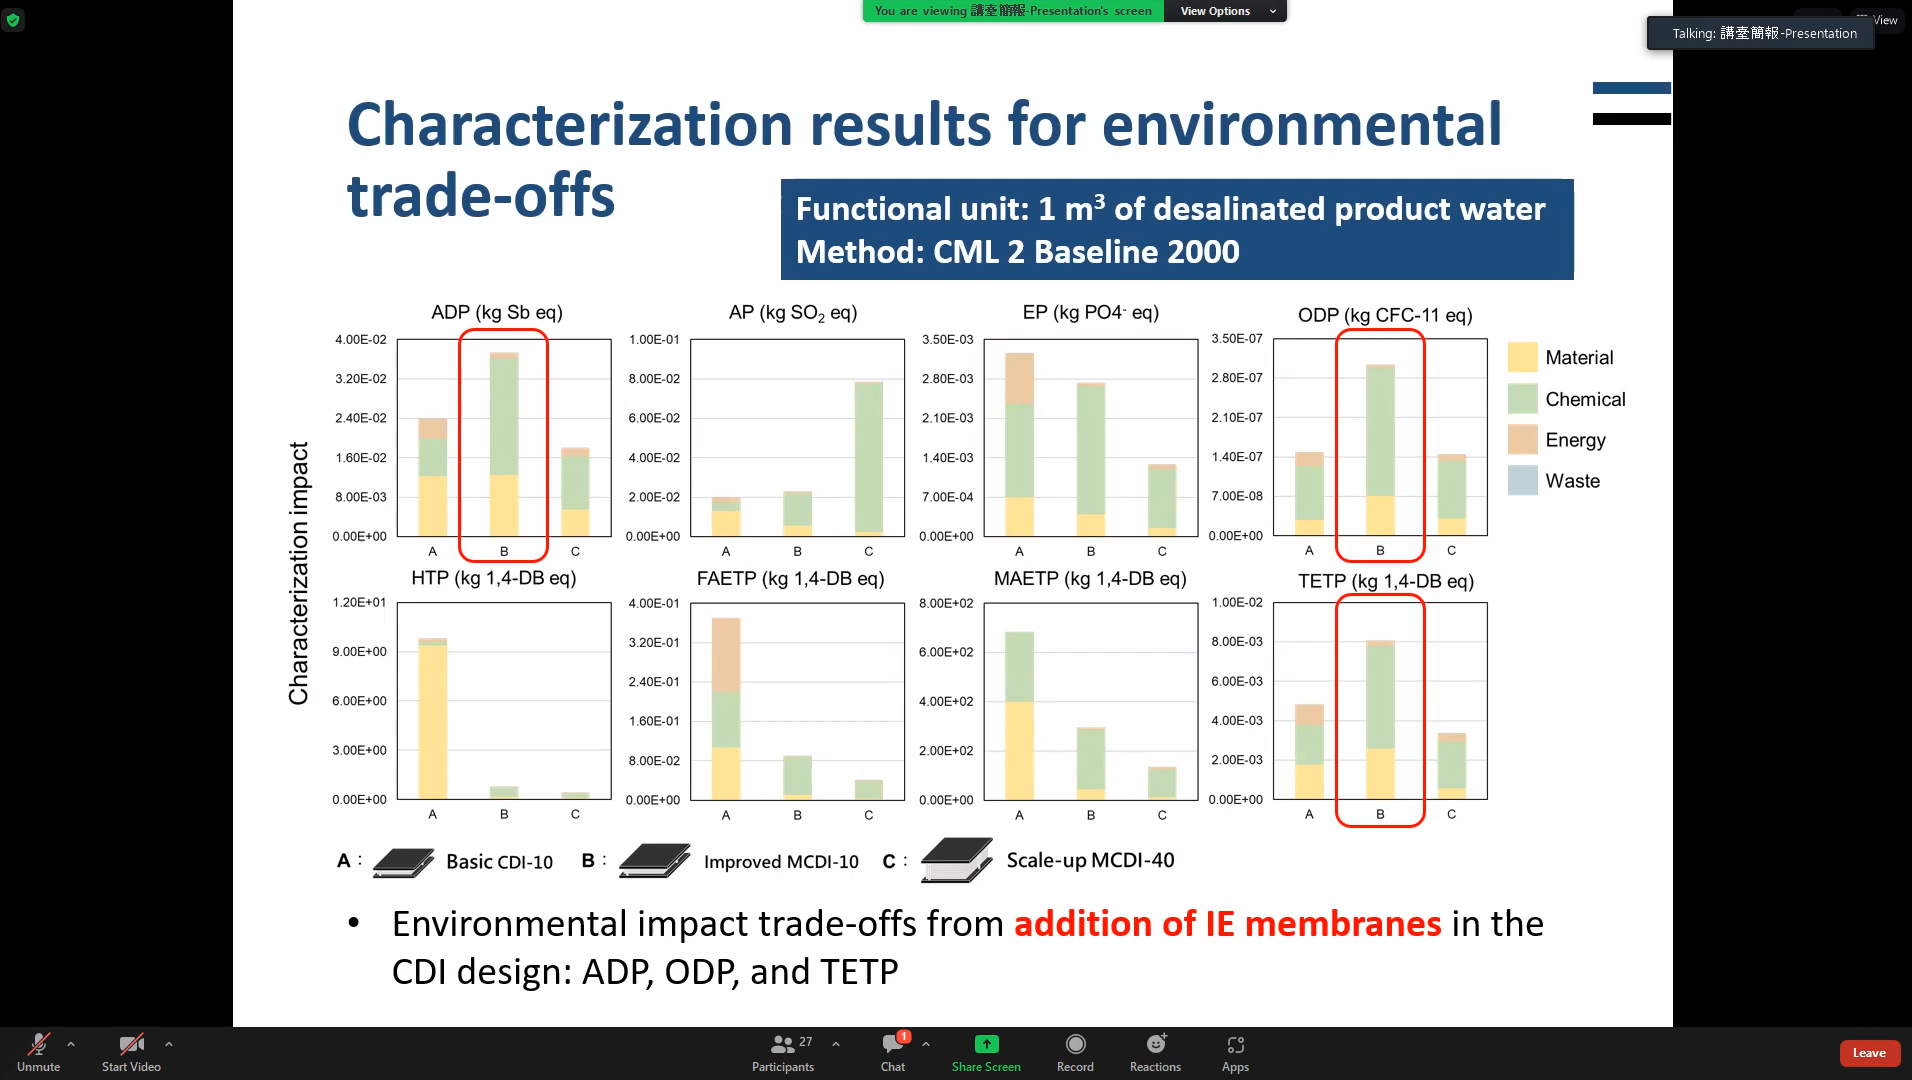 You are viewing 講臺簡報-Presentation's screen
View Options
View
Talking: 講臺簡報-Presentation
Characterization results for environmental
trade-offs
Functional unit: 1 m³ of desalinated product water
Method: CML 2 Baseline 2000
Characterization impact
ADP (kg Sb eq)
4.00E-02
3.20E-02
2.40E-02
1.60E-02
8.00E-03
0.00E+00
A B C
AP (kg SO₂ eq)
1.00E-01
8.00E-02
6.00E-02
4.00E-02
2.00E-02
0.00E+00
A B C
EP (kg PO4⁻ eq)
3.50E-03
2.80E-03
2.10E-03
1.40E-03
7.00E-04
0.00E+00
A B C
ODP (kg CFC-11 eq)
3.50E-07
2.80E-07
2.10E-07
1.40E-07
7.00E-08
0.00E+00
A B C
Material
Chemical
Energy
Waste
HTP (kg 1,4-DB eq)
1.20E+01
9.00E+00
6.00E+00
3.00E+00
0.00E+00
A B C
FAETP (kg 1,4-DB eq)
4.00E-01
3.20E-01
2.40E-01
1.60E-01
8.00E-02
0.00E+00
A B C
MAETP (kg 1,4-DB eq)
8.00E+02
6.00E+02
4.00E+02
2.00E+02
0.00E+00
A B C
TETP (kg 1,4-DB eq)
1.00E-02
8.00E-03
6.00E-03
4.00E-03
2.00E-03
0.00E+00
A B C
A : Basic CDI-10 B : Improved MCDI-10 C : Scale-up MCDI-40
• Environmental impact trade-offs from addition of IE membranes in the
CDI design: ADP, ODP, and TETP
Unmute
Start Video
27
Participants
1
Chat
Share Screen
Record
Reactions
Apps
Leave